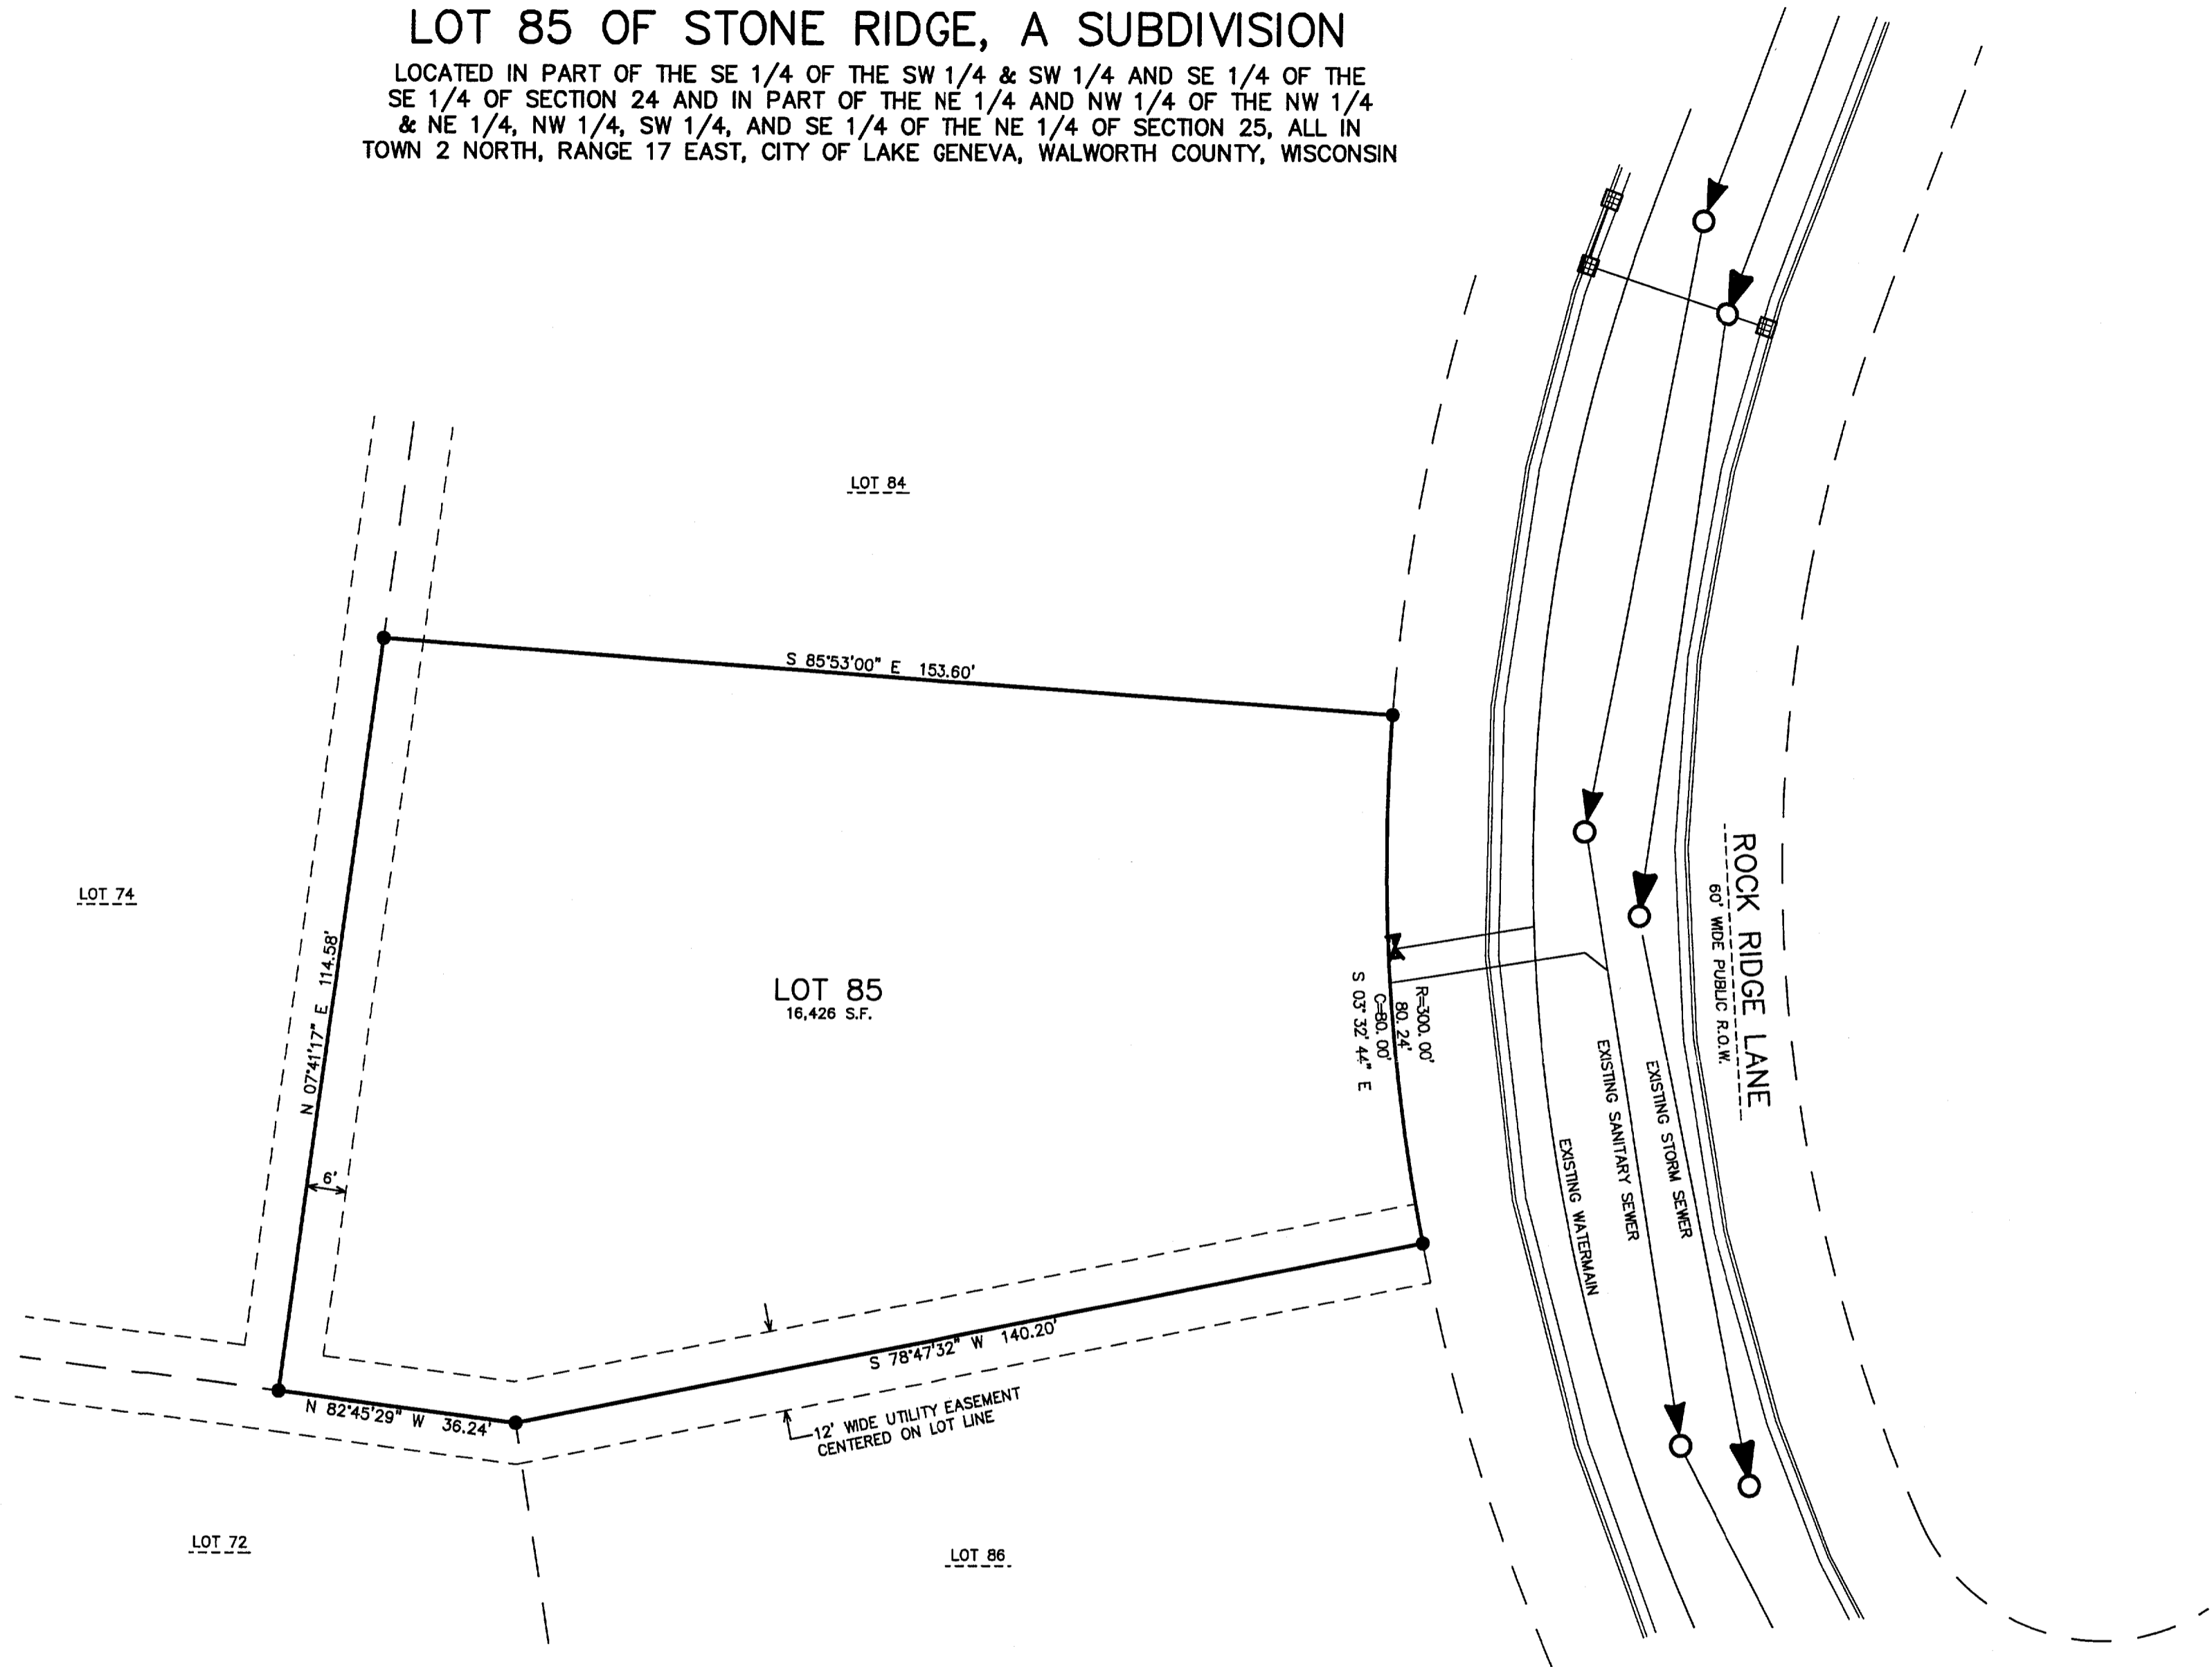 LOT 85 OF STONE RIDGE, A SUBDIVISION
LOCATED IN PART OF THE SE 1/4 OF THE SW 1/4 & SW 1/4 AND SE 1/4 OF THE
SE 1/4 OF SECTION 24 AND IN PART OF THE NE 1/4 AND NW 1/4 OF THE NW 1/4
& NE 1/4, NW 1/4, SW 1/4, AND SE 1/4 OF THE NE 1/4 OF SECTION 25, ALL IN
TOWN 2 NORTH, RANGE 17 EAST, CITY OF LAKE GENEVA, WALWORTH COUNTY, WISCONSIN
LOT 84
S 85°53'00" E 153.60'
LOT 74
N 07°41'17" E 114.58'
LOT 85
16,426 S.F.
R=300.00'
80.24'
C=80.00'
S 03°32'44" E
ROCK RIDGE LANE
60' WIDE PUBLIC R.O.W.
EXISTING STORM SEWER
EXISTING SANITARY SEWER
EXISTING WATERMAIN
6'
S 78°47'32" W 140.20'
N 82°45'29" W 36.24'
12' WIDE UTILITY EASEMENT
CENTERED ON LOT LINE
LOT 72
LOT 86